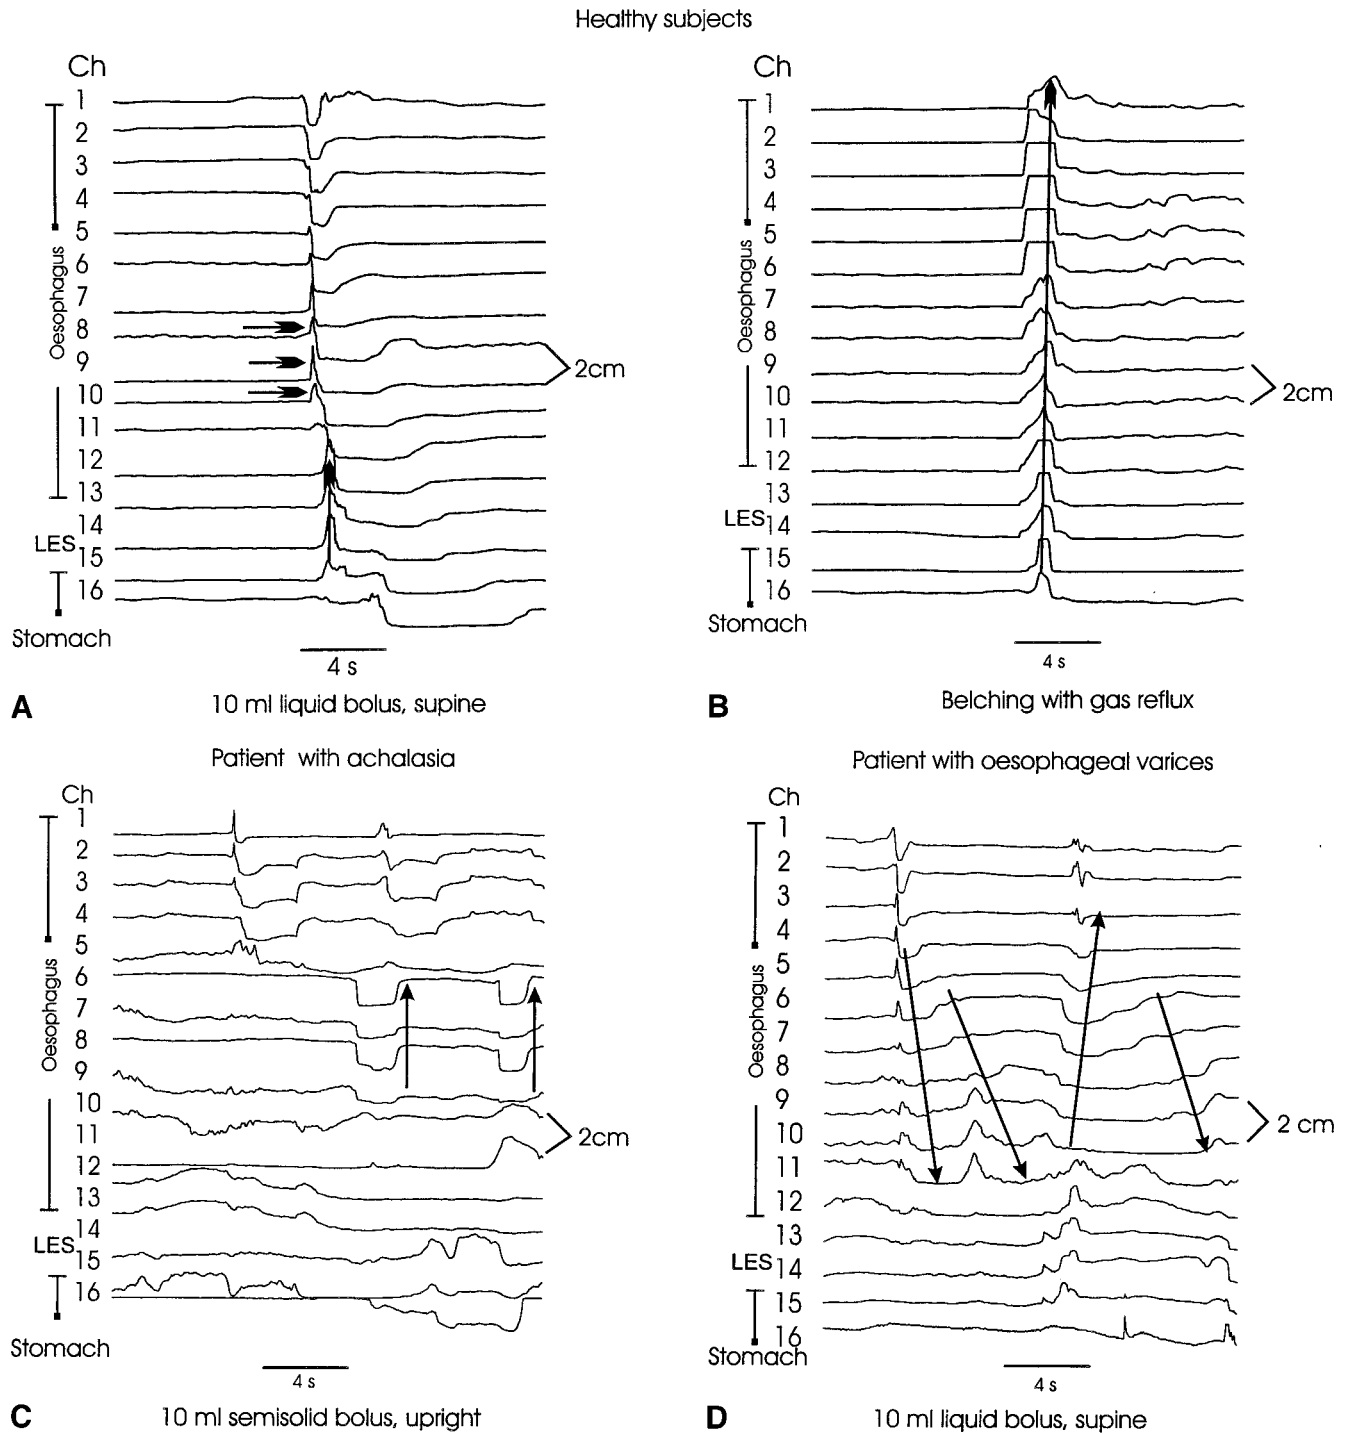 Healthy subjects
Ch
1
2
3
4
5
6
7
8
9
10
11
12
13
14
15
16
Oesophagus
LES
Stomach
2cm
4 s
A
10 ml liquid bolus, supine
Ch
1
2
3
4
5
6
7
8
9
10
11
12
13
14
15
16
Oesophagus
LES
Stomach
2cm
4 s
B
Belching with gas reflux
Patient with achalasia
Ch
1
2
3
4
5
6
7
8
9
10
11
12
13
14
15
16
Oesophagus
LES
Stomach
2cm
4 s
C
10 ml semisolid bolus, upright
Patient with oesophageal varices
Ch
1
2
3
4
5
6
7
8
9
10
11
12
13
14
15
16
Oesophagus
LES
Stomach
2 cm
4 s
D
10 ml liquid bolus, supine